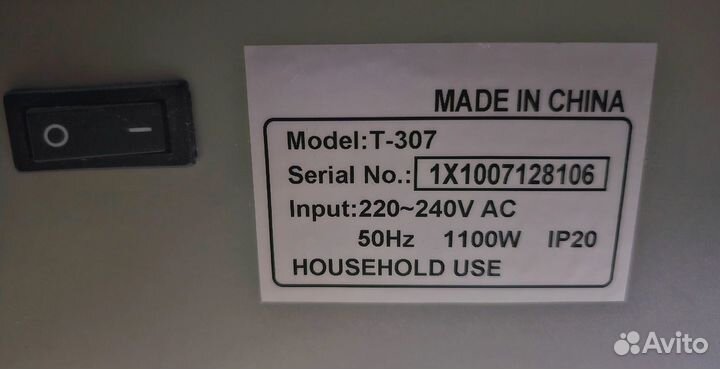 MADE IN CHINA
Model:T-307
Serial No.: 1X1007128106
Input:220~240V AC
50Hz 1100W IP20
HOUSEHOLD USE
O —
Avito